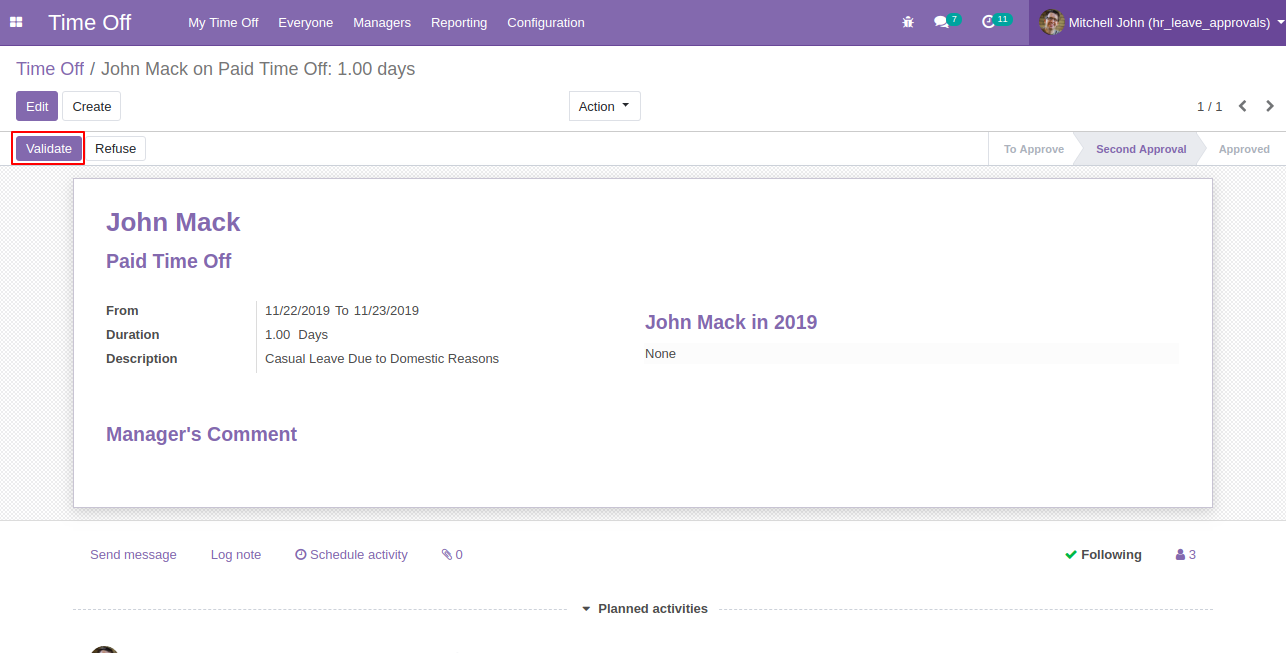 Time Off My Time Off Everyone Managers Reporting Configuration 7 11 Mitchell John (hr_leave_approvals)
Time Off / John Mack on Paid Time Off: 1.00 days
Edit Create Action 1 / 1
Validate Refuse To Approve Second Approval Approved
John Mack
Paid Time Off
From 11/22/2019 To 11/23/2019
Duration 1.00 Days
Description Casual Leave Due to Domestic Reasons
John Mack in 2019
None
Manager's Comment
Send message Log note Schedule activity 0 Following 3
Planned activities